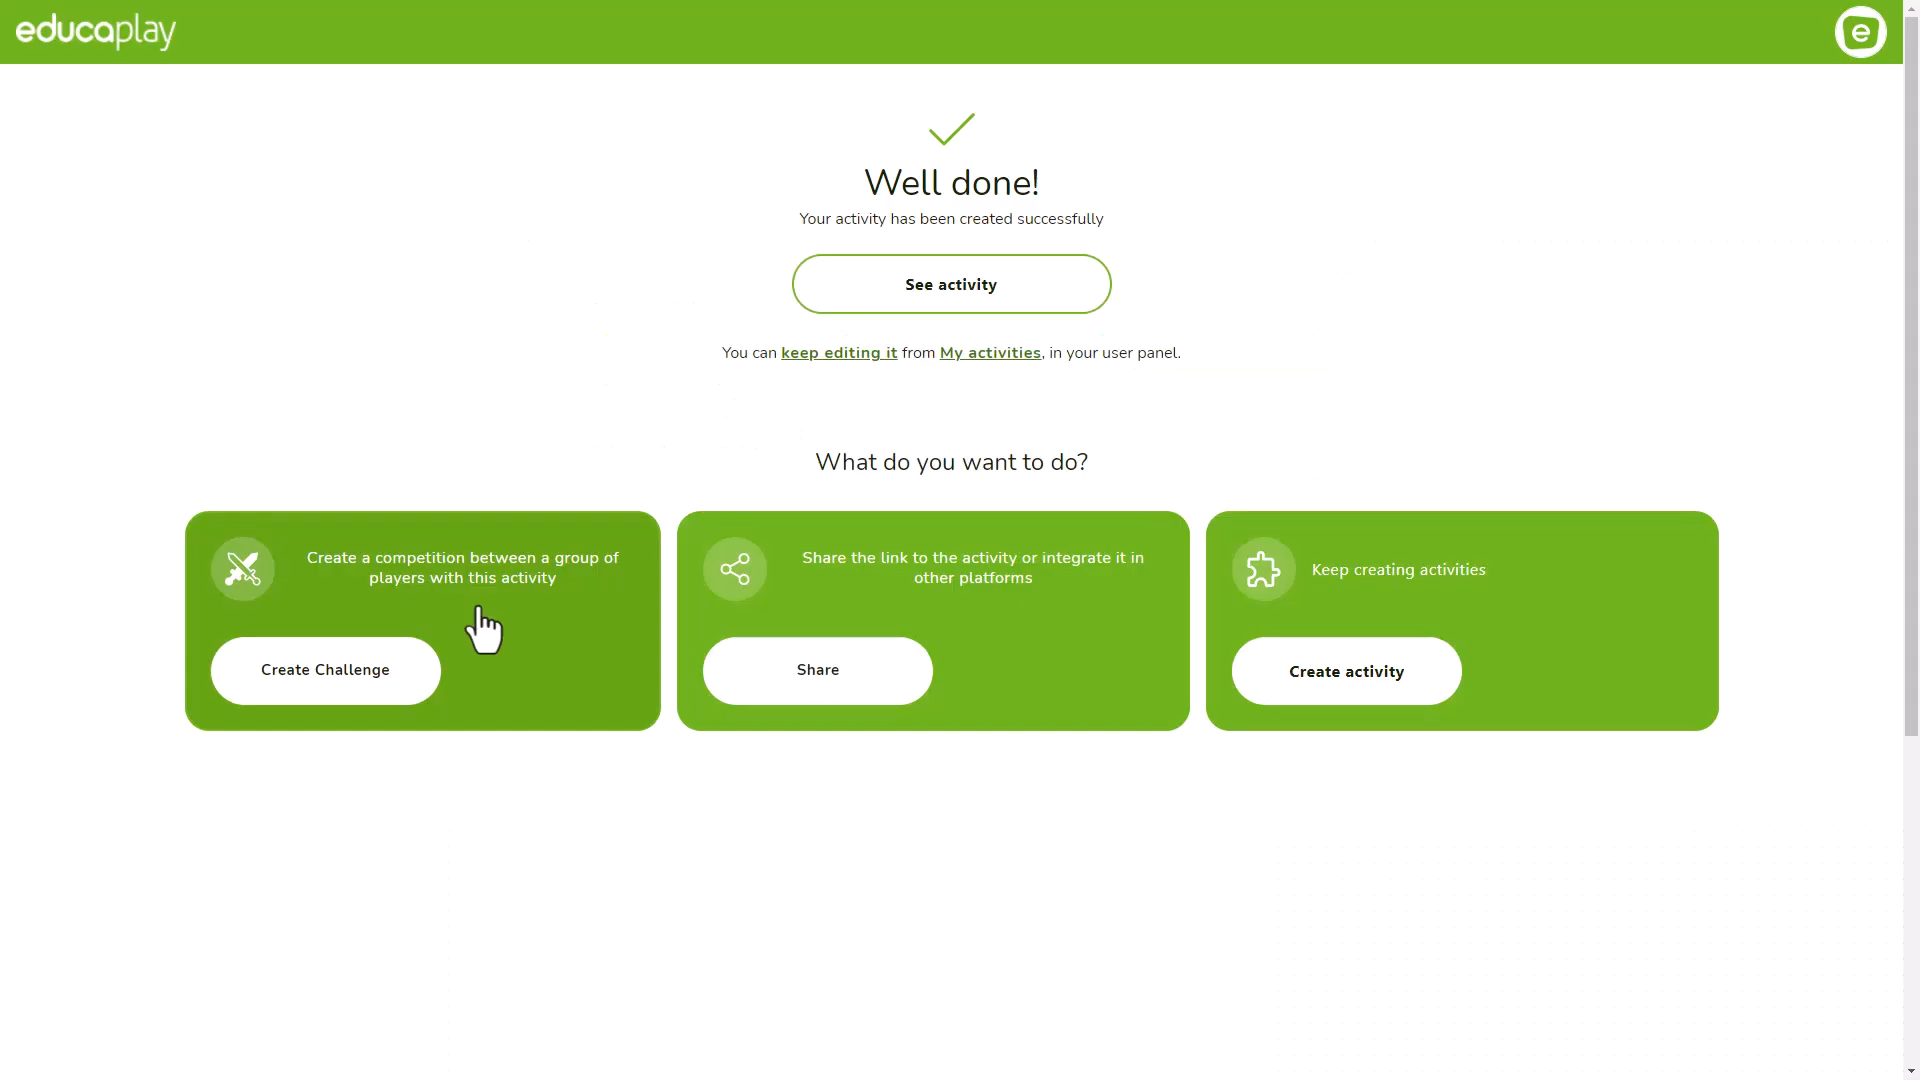 educaplay
e
Well done!
Your activity has been created successfully
See activity
You can keep editing it from My activities, in your user panel.
What do you want to do?
Create a competition between a group of
players with this activity
Create Challenge
Share the link to the activity or integrate it in
other platforms
Share
Keep creating activities
Create activity